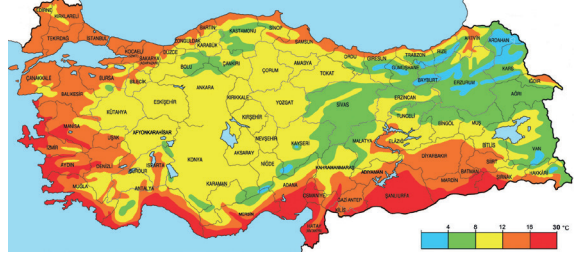 EDİRNE
KIRKLARELİ
TEKİRDAĞ
İSTANBUL
KOCAELİ
SAKARYA
DÜZCE
ZONGULDAK
BARTIN
KARABÜK
KASTAMONU
SİNOP
SAMSUN
ORDU
GİRESUN
TRABZON
RİZE
ARTVİN
ARDAHAN
KARS
IĞDIR
AĞRI
ERZURUM
BAYBURT
GÜMÜŞHANE
ÇANAKKALE
BALIKESİR
BURSA
BİLECİK
BOLU
ÇANKIRI
ÇORUM
AMASYA
TOKAT
SİVAS
ERZİNCAN
TUNCELİ
BİNGÖL
MUŞ
BİTLİS
VAN
HAKKARİ
KÜTAHYA
ESKİŞEHİR
ANKARA
KIRIKKALE
YOZGAT
KIRŞEHİR
MANİSA
UŞAK
AFYONKARAHİSAR
NEVŞEHİR
KAYSERİ
MALATYA
ELAZIĞ
DİYARBAKIR
BATMAN
SİİRT
ŞIRNAK
MARDİN
İZMİR
AYDIN
DENİZLİ
BURDUR
ISPARTA
KONYA
AKSARAY
NİĞDE
KAHRAMANMARAŞ
ADIYAMAN
MUĞLA
ANTALYA
KARAMAN
MERSİN
ADANA
OSMANİYE
GAZİANTEP
KİLİS
ŞANLIURFA
HATAY
4 8 12 18 30 °C